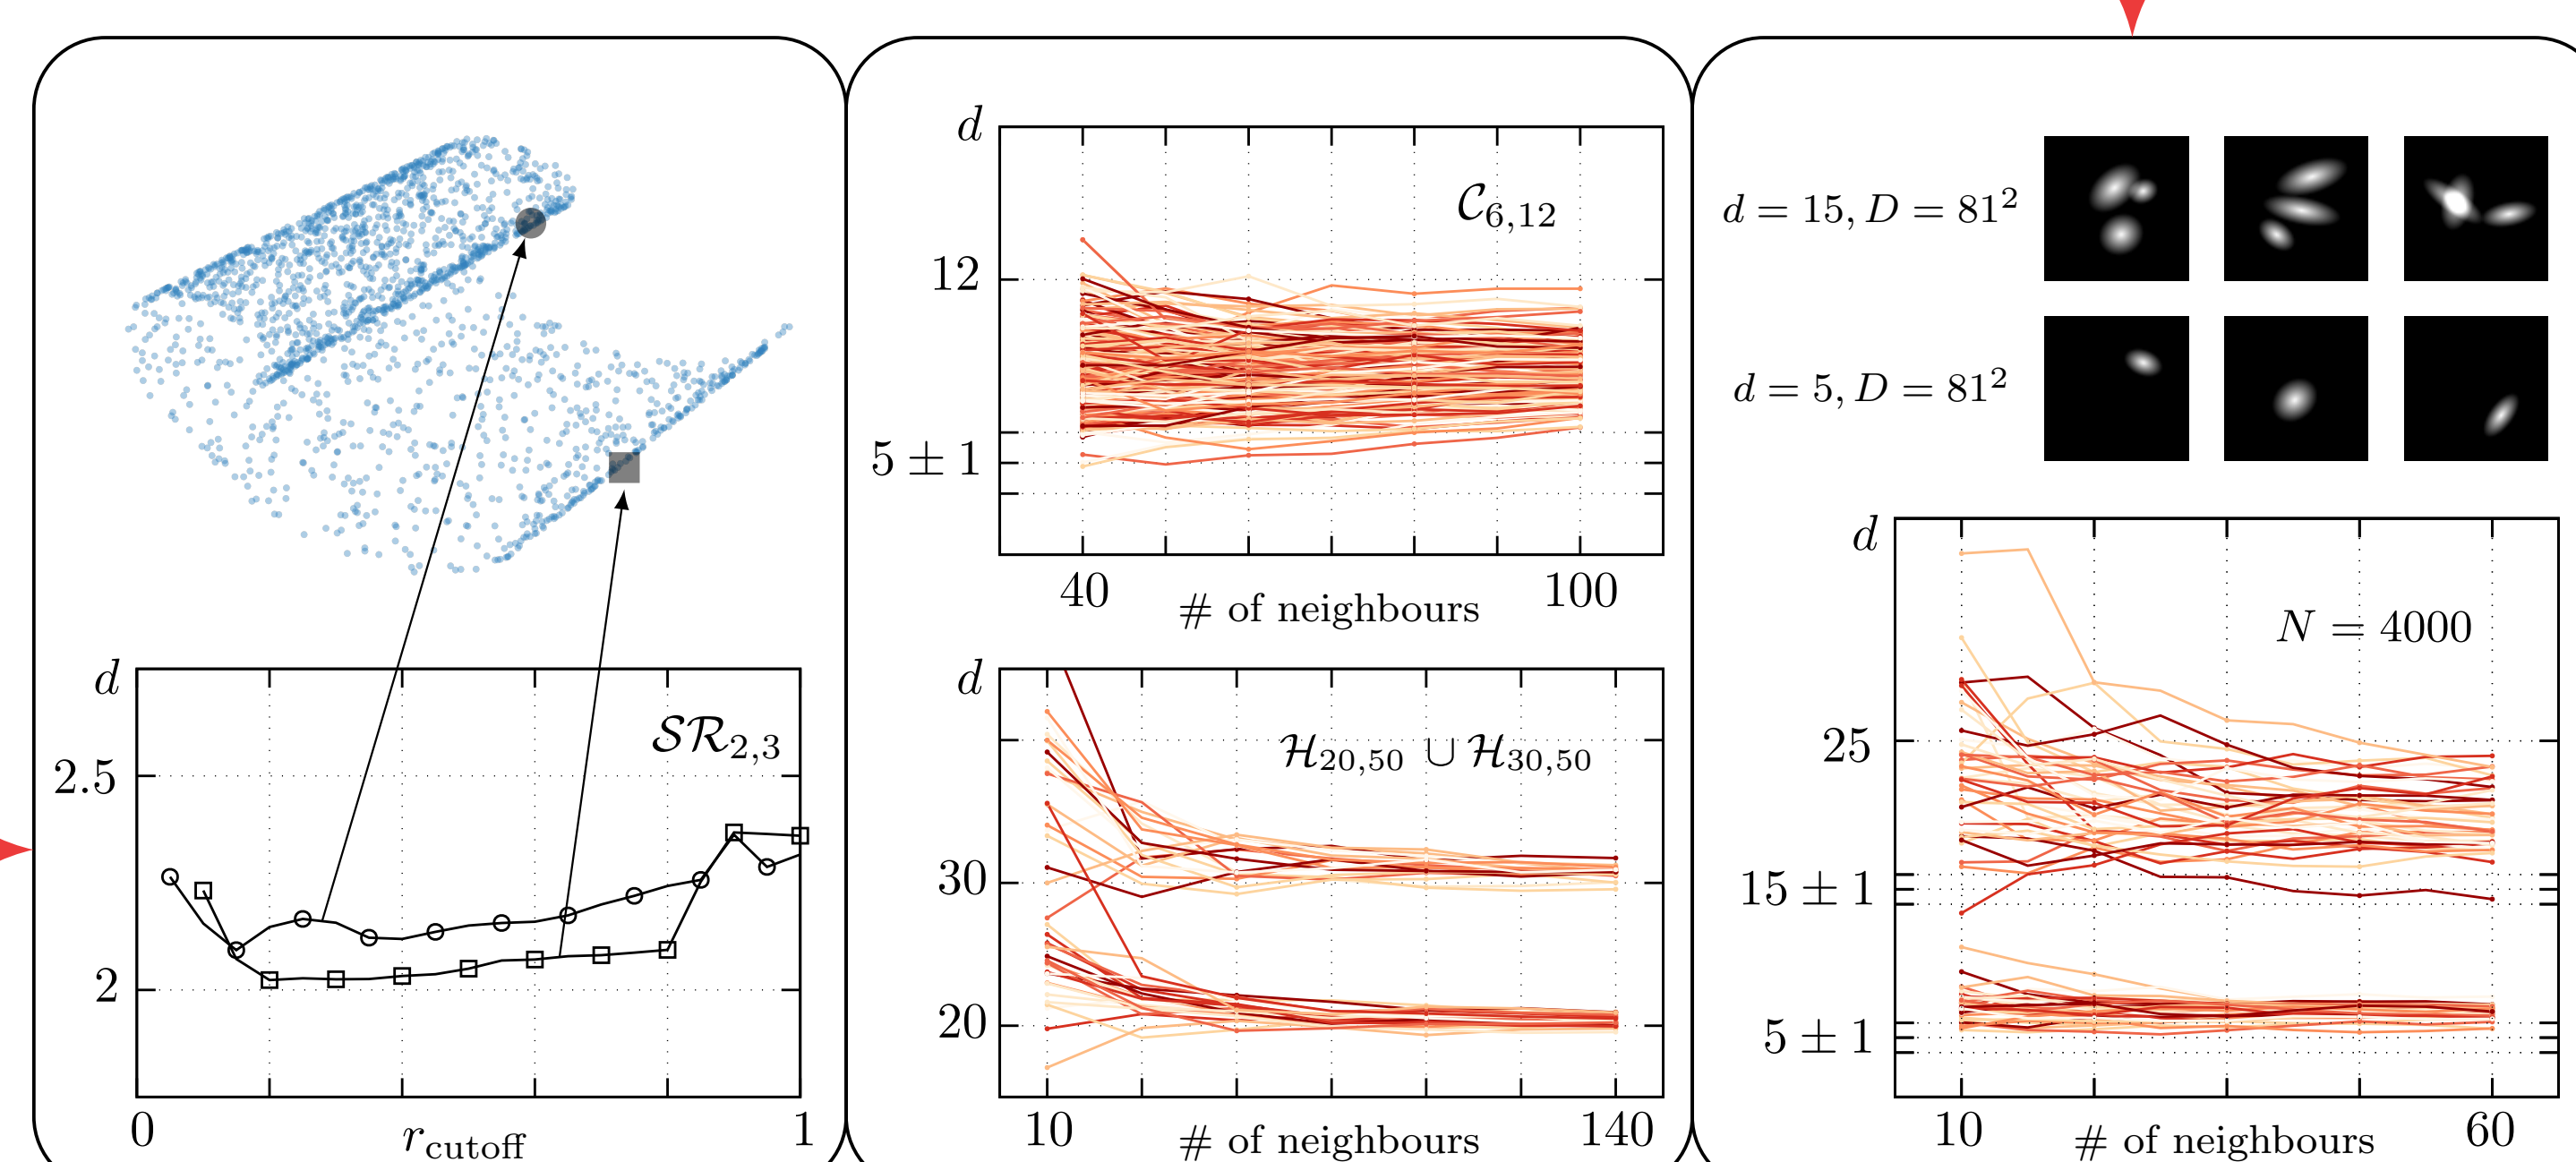 d
2.5
2
𝒮ℛ₂,₃
0
r_cutoff
1
d
12
5 ± 1
𝒞₆,₁₂
40
# of neighbours
100
d
30
20
ℋ₂₀,₅₀ ∪ ℋ₃₀,₅₀
10
# of neighbours
140
d = 15, D = 81²
d = 5, D = 81²
d
N = 4000
25
15 ± 1
5 ± 1
10
# of neighbours
60